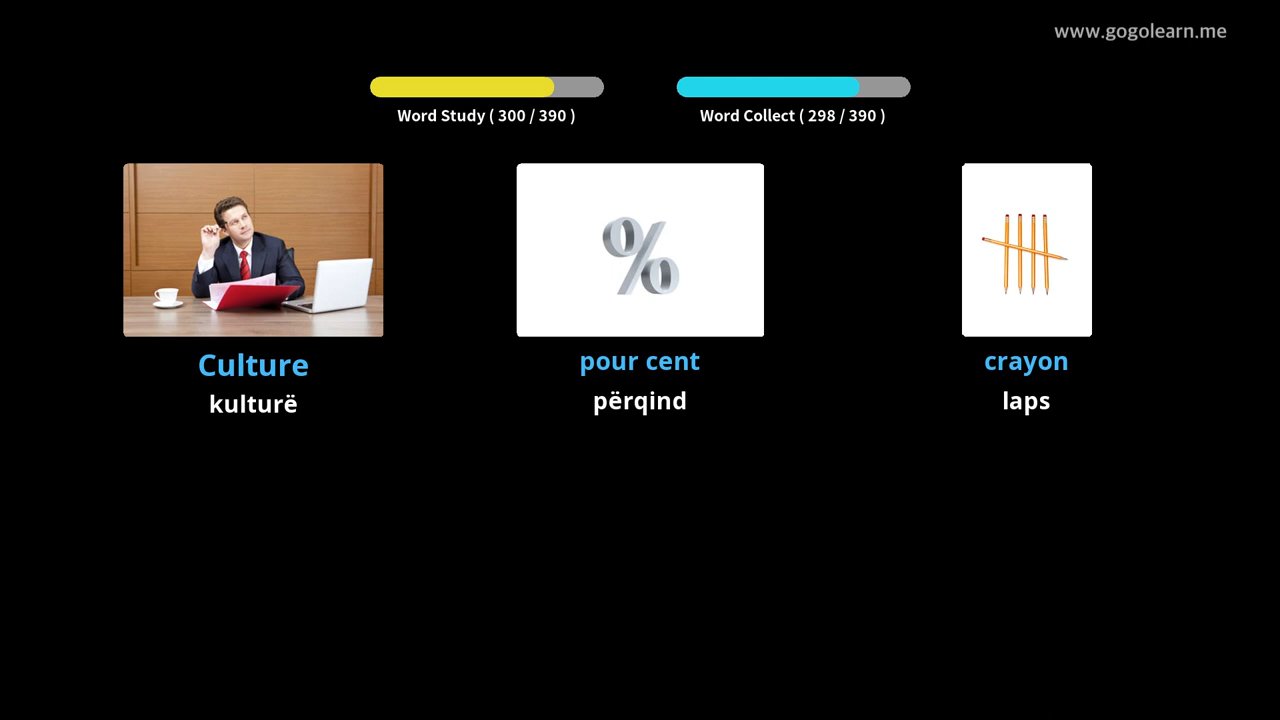 www.gogolearn.me
Word Study ( 300 / 390 )
Word Collect ( 298 / 390 )
%
Culture
kulturë
pour cent
përqind
crayon
laps